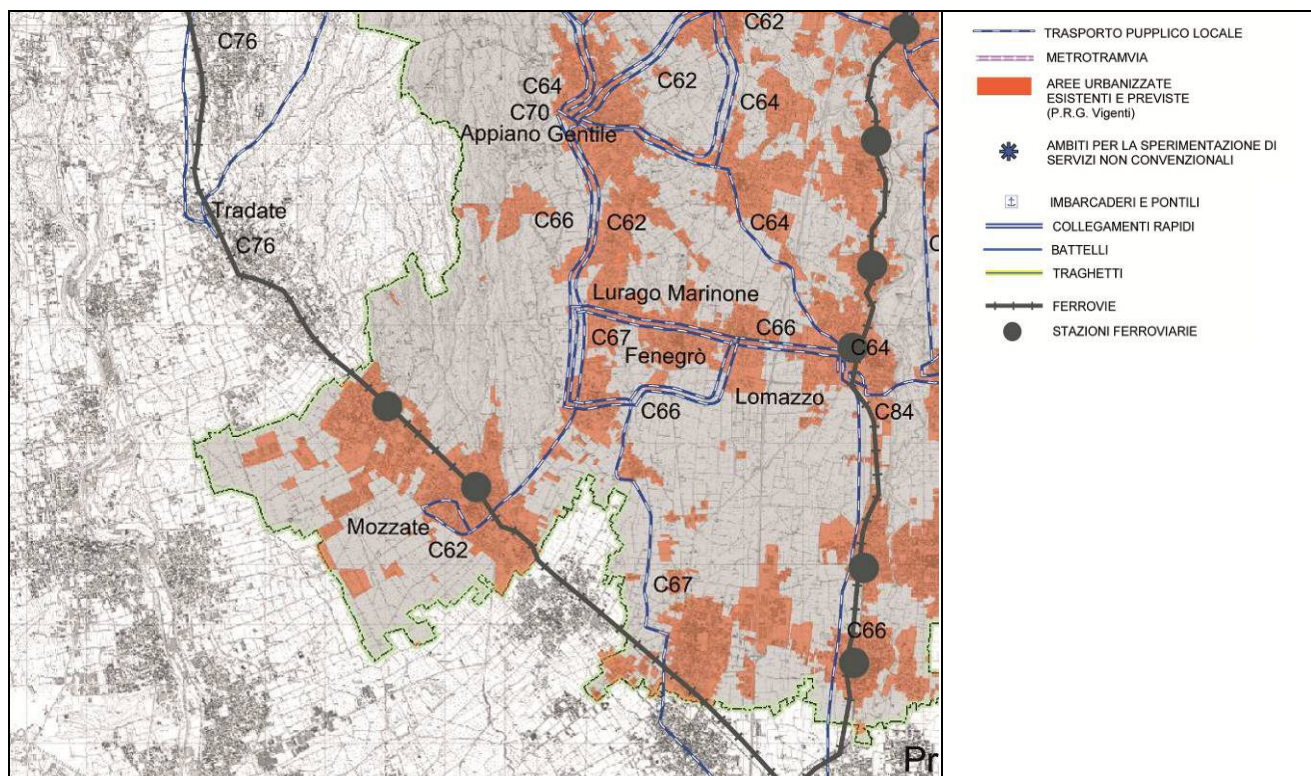 C76
C62
C62
C64
C64
C70
Appiano Gentile
Tradate
C76
C66
C62
C64
Lurago Marinone
C67
C66
Fenegrò
C64
C66
Lomazzo
C84
Mozzate
C62
C67
C66
Pr
TRASPORTO PUPPLICO LOCALE
METROTRAMVIA
AREE URBANIZZATE
ESISTENTI E PREVISTE
(P.R.G. Vigenti)
AMBITI PER LA SPERIMENTAZIONE DI
SERVIZI NON CONVENZIONALI
IMBARCADERI E PONTILI
COLLEGAMENTI RAPIDI
BATTELLI
TRAGHETTI
FERROVIE
STAZIONI FERROVIARIE